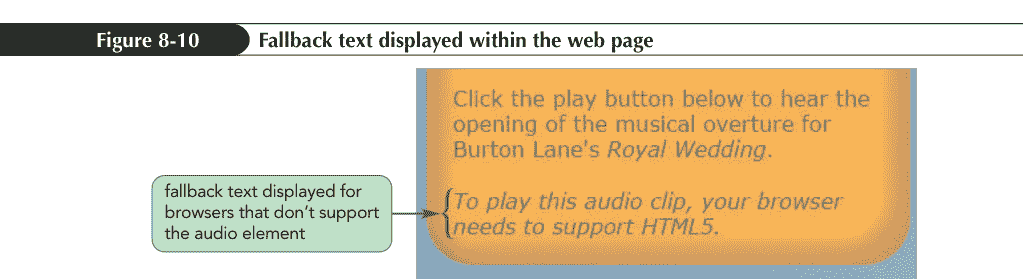 Figure 8-10 Fallback text displayed within the web page
Click the play button below to hear the
opening of the musical overture for
Burton Lane's Royal Wedding.
fallback text displayed for
browsers that don't support
the audio element
To play this audio clip, your browser
needs to support HTML5.